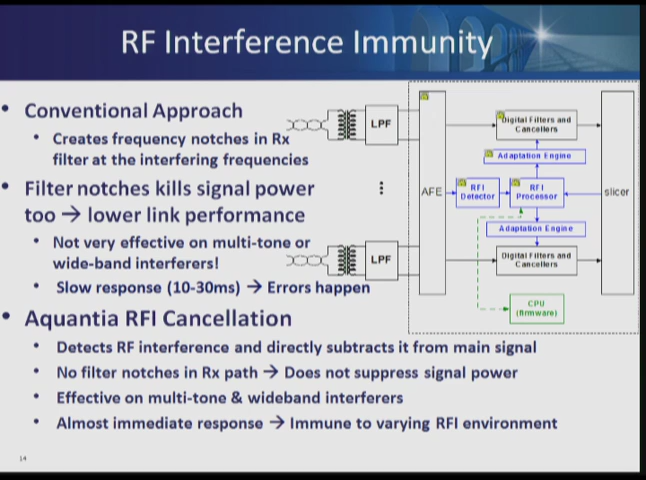 RF Interference Immunity
• Conventional Approach
• Creates frequency notches in Rx
filter at the interfering frequencies
• Filter notches kills signal power
too → lower link performance
• Not very effective on multi-tone or
wide-band interferers!
• Slow response (10-30ms) → Errors happen
• Aquantia RFI Cancellation
• Detects RF interference and directly subtracts it from main signal
• No filter notches in Rx path → Does not suppress signal power
• Effective on multi-tone & wideband interferers
• Almost immediate response → Immune to varying RFI environment
LPF
Digital Filters and
Cancellers
Adaptation Engine
AFE
RFI
Detector
RFI
Processor
slicer
Adaptation Engine
LPF
Digital Filters and
Cancellers
CPU
(firmware)
14